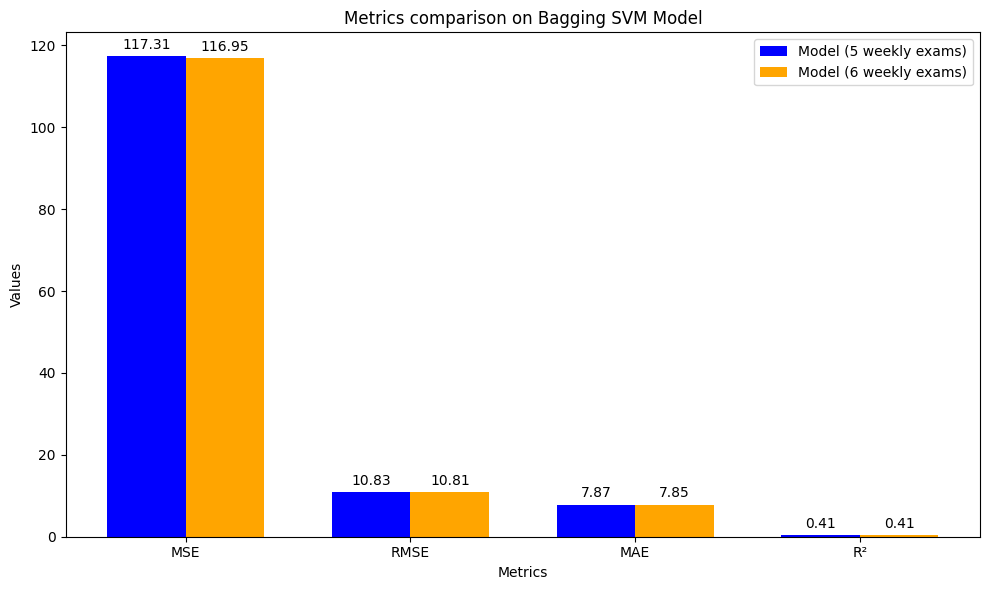 Metrics comparison on Bagging SVM Model
Model (5 weekly exams)
Model (6 weekly exams)
117.31
116.95
10.83
10.81
7.87
7.85
0.41
0.41
120
100
80
60
40
20
0
Values
MSE
RMSE
MAE
R²
Metrics